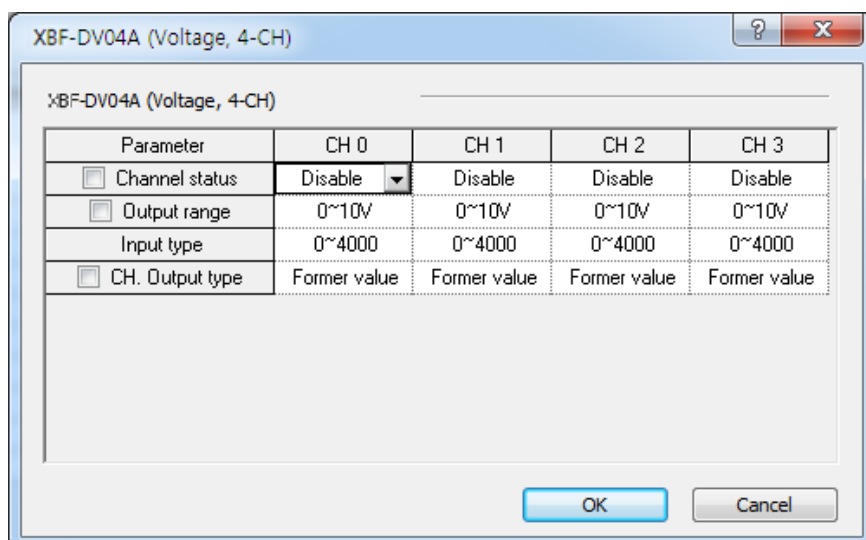 XBF-DV04A (Voltage, 4-CH)
XBF-DV04A (Voltage, 4-CH)
Parameter CH 0 CH 1 CH 2 CH 3
Channel status Disable Disable Disable Disable
Output range 0~10V 0~10V 0~10V 0~10V
Input type 0~4000 0~4000 0~4000 0~4000
CH. Output type Former value Former value Former value Former value
OK Cancel